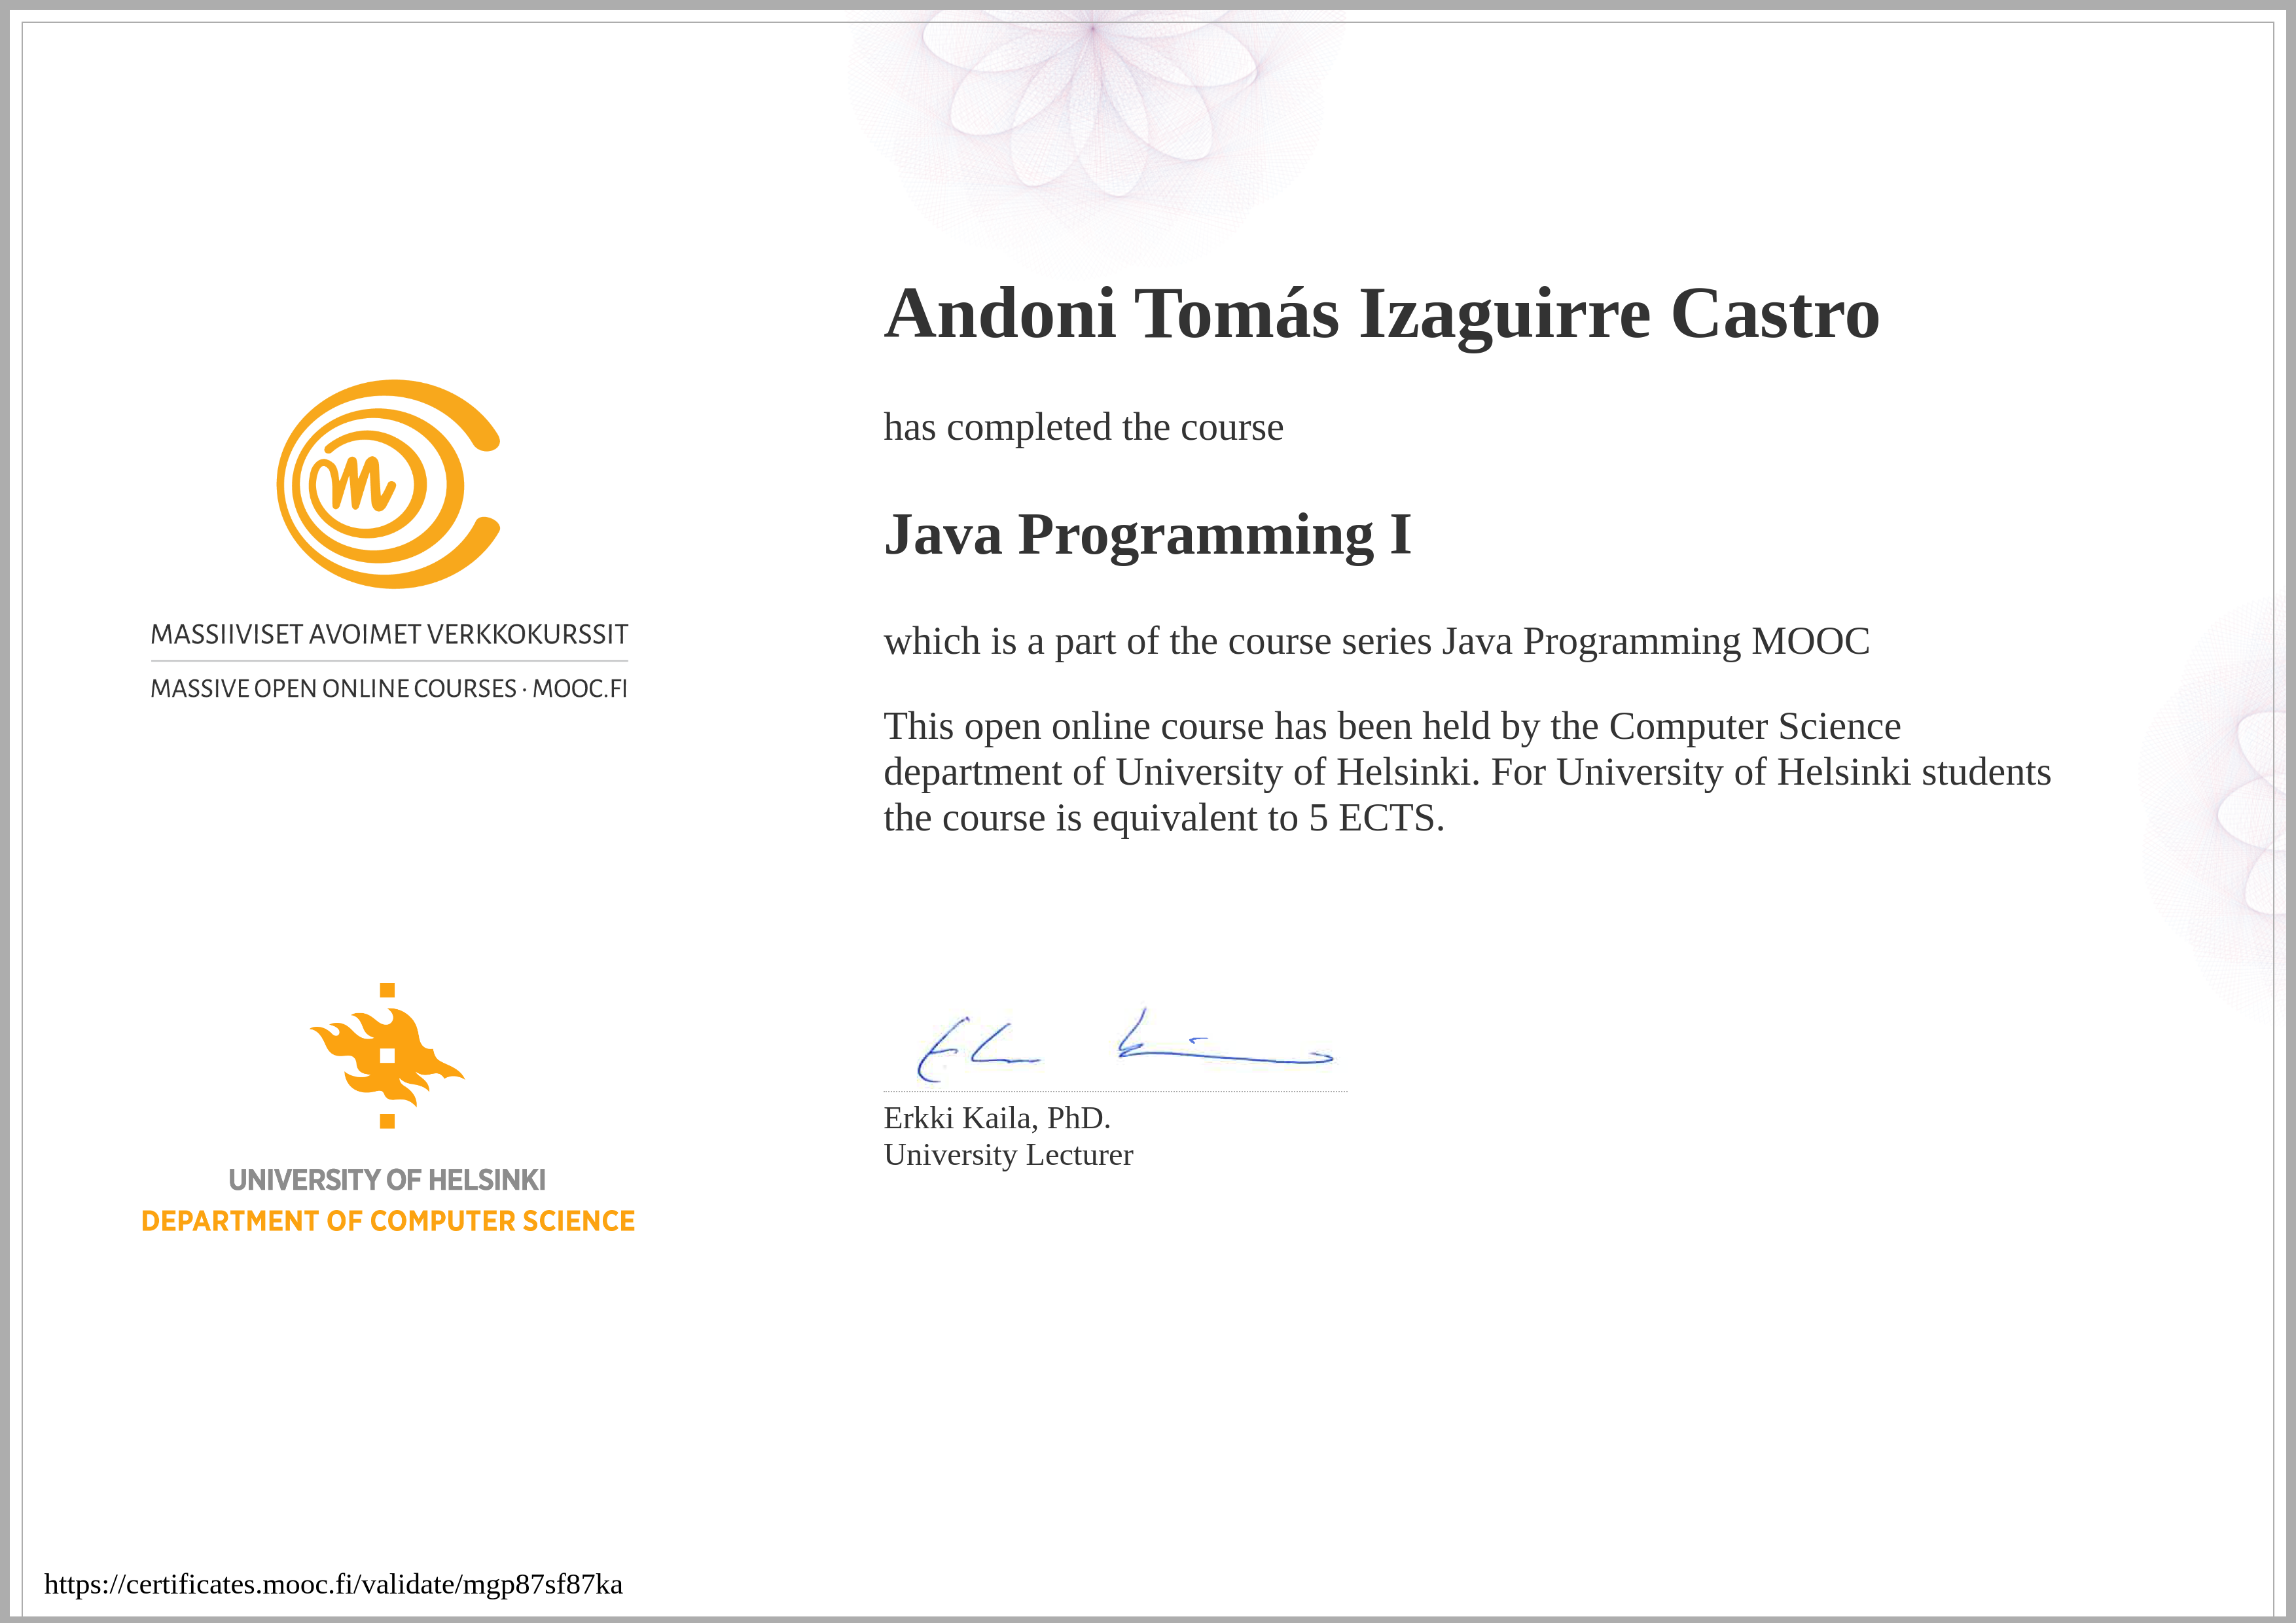 Andoni Tomás Izaguirre Castro
has completed the course
Java Programming I
which is a part of the course series Java Programming MOOC
This open online course has been held by the Computer Science
department of University of Helsinki. For University of Helsinki students
the course is equivalent to 5 ECTS.
Erkki Kaila, PhD.
University Lecturer
m
MASSIIVISET AVOIMET VERKKOKURSSIT
MASSIVE OPEN ONLINE COURSES · MOOC.FI
UNIVERSITY OF HELSINKI
DEPARTMENT OF COMPUTER SCIENCE
https://certificates.mooc.fi/validate/mgp87sf87ka